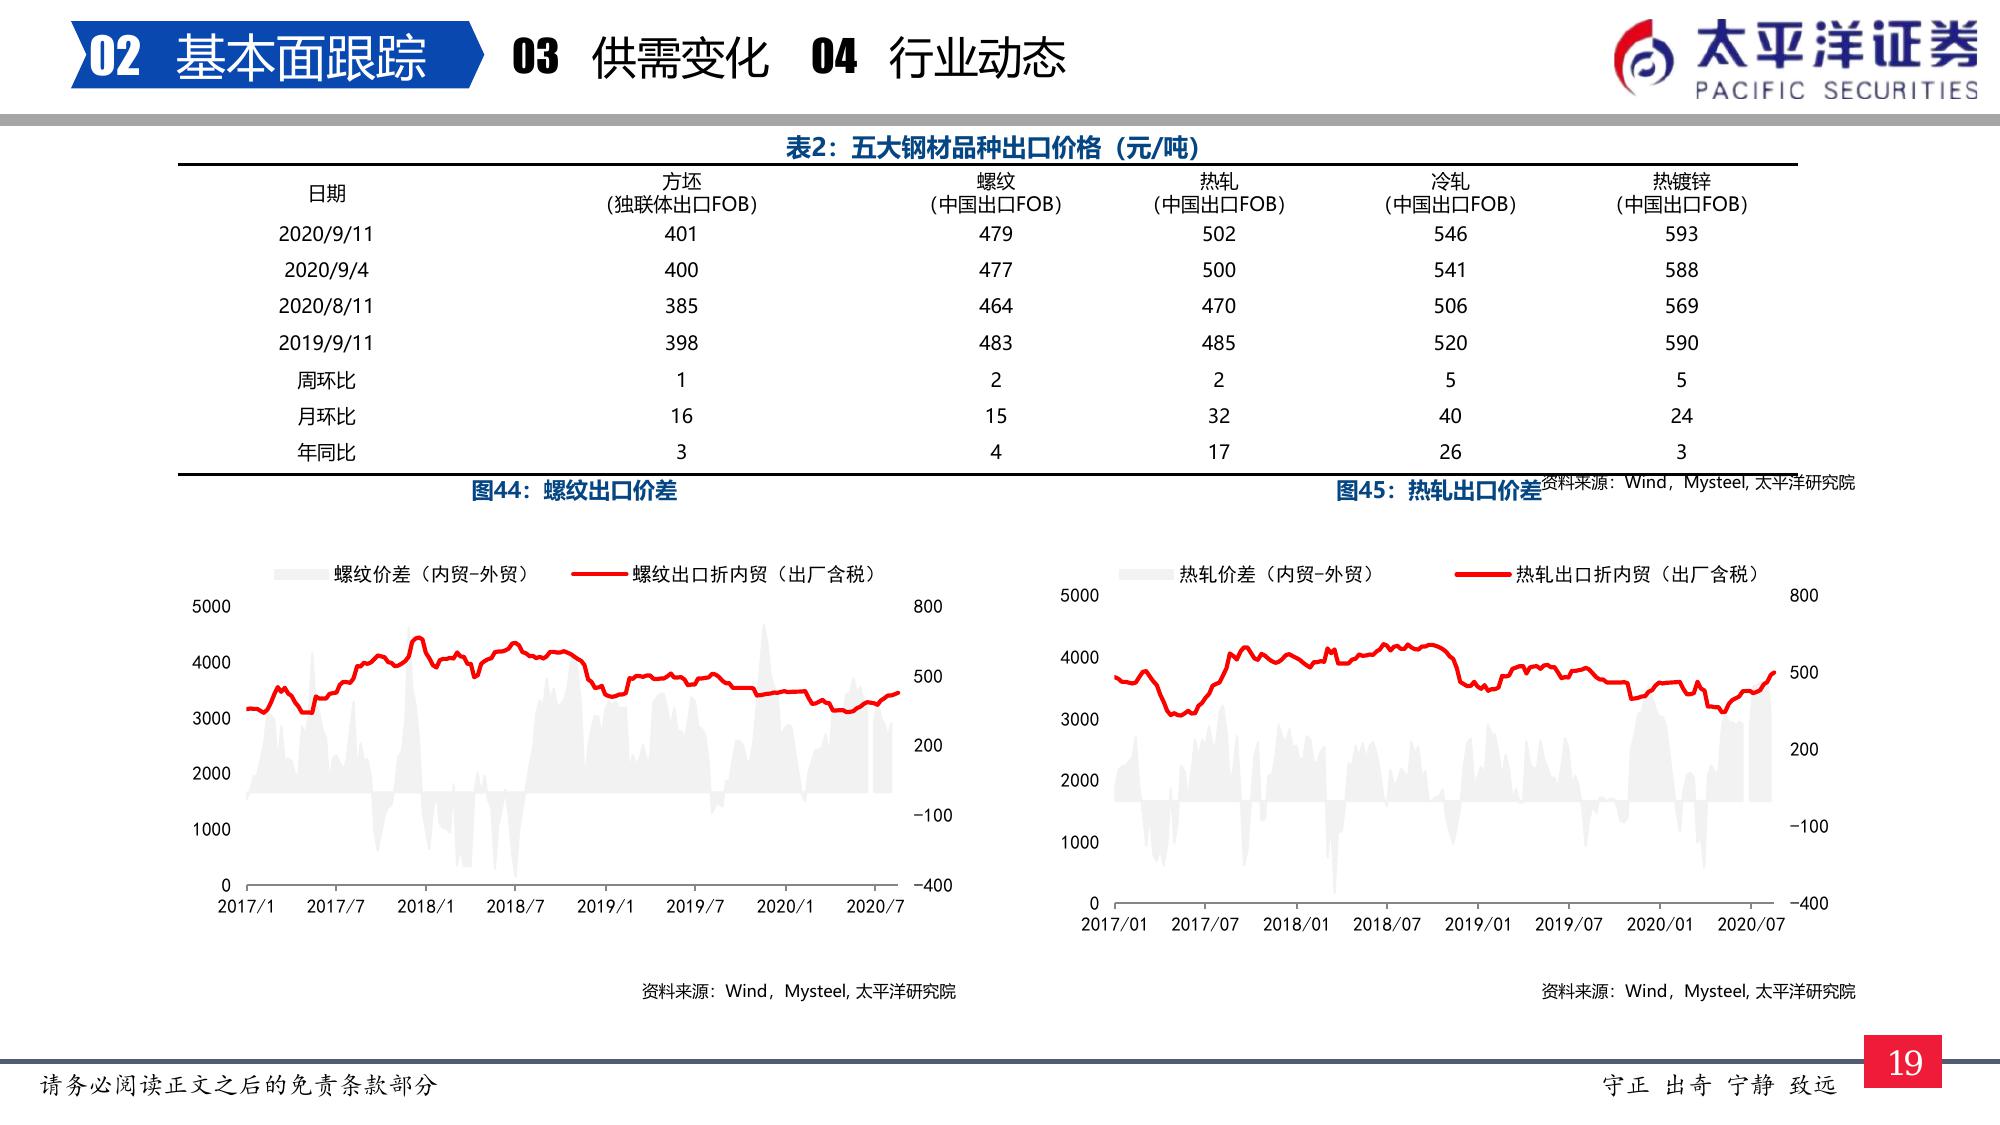 02 基本面跟踪 03 供需变化 04 行业动态
太平洋证券
PACIFIC SECURITIES
表2：五大钢材品种出口价格（元/吨）
日期 方坯 螺纹 热轧 冷轧 热镀锌
（独联体出口FOB） （中国出口FOB） （中国出口FOB） （中国出口FOB） （中国出口FOB）
2020/9/11 401 479 502 546 593
2020/9/4 400 477 500 541 588
2020/8/11 385 464 470 506 569
2019/9/11 398 483 485 520 590
周环比 1 2 2 5 5
月环比 16 15 32 40 24
年同比 3 4 17 26 3
资料来源：Wind，Mysteel, 太平洋研究院
图44：螺纹出口价差
螺纹价差（内贸-外贸） 螺纹出口折内贸（出厂含税）
5000 800
4000 500
3000 200
2000 -100
1000 -400
0
2017/1 2017/7 2018/1 2018/7 2019/1 2019/7 2020/1 2020/7
资料来源：Wind，Mysteel, 太平洋研究院
图45：热轧出口价差
热轧价差（内贸-外贸） 热轧出口折内贸（出厂含税）
5000 800
4000 500
3000 200
2000 -100
1000 -400
0
2017/01 2017/07 2018/01 2018/07 2019/01 2019/07 2020/01 2020/07
资料来源：Wind，Mysteel, 太平洋研究院
请务必阅读正文之后的免责条款部分
守正 出奇 宁静 致远
19